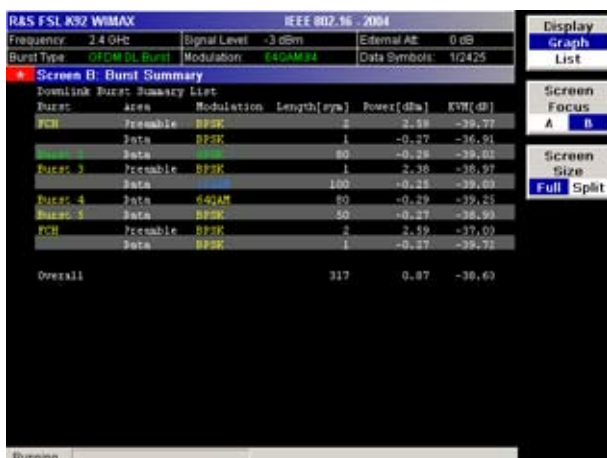 R&S FSL-K92 WIMAX IEEE 802.16 - 2004
Frequency: 2.4 GHz Signal Level: -3 dBm External Att: 0 dB
Burst Type: OFDM DL Burst Modulation: 64QAM3/4 Data Symbols: 1/2425
Screen B: Burst Summary
Downlink Burst Summary List
Burst Area Modulation Length[sym] Power[dBm] EVM[dB]
FCH Preamble BPSK 2 2.59 -39.77
Data BPSK 1 -0.27 -36.91
Burst 2 Data 80 -0.29 -39.02
Burst 3 Preamble BPSK 1 2.38 -38.97
Data 100 -0.25 -39.03
Burst 4 Data 64QAM 80 -0.29 -39.25
Burst 5 Data BPSK 50 -0.27 -38.99
FCH Preamble BPSK 2 2.59 -37.03
Data BPSK 1 -0.27 -39.72
Overall 317 0.87 -38.63
Running
Display
Graph
List
Screen
Focus
A B
Screen
Size
Full Split